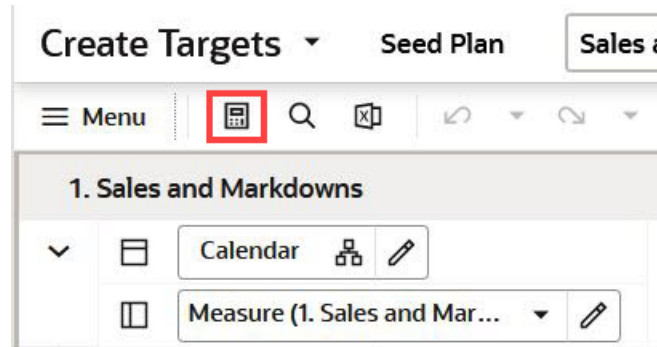 Create Targets Seed Plan Sales
Menu
1. Sales and Markdowns
Calendar
Measure (1. Sales and Mar...